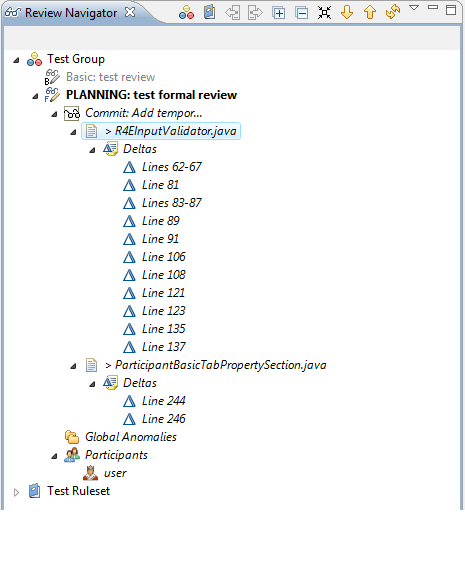 Review Navigator
Test Group
B Basic: test review
F PLANNING: test formal review
Commit: Add tempor...
> R4EInputValidator.java
Deltas
Lines 62-67
Line 81
Lines 83-87
Line 89
Line 91
Line 106
Line 108
Line 121
Line 123
Line 135
Line 137
> ParticipantBasicTabPropertySection.java
Deltas
Line 244
Line 246
Global Anomalies
Participants
user
Test Ruleset